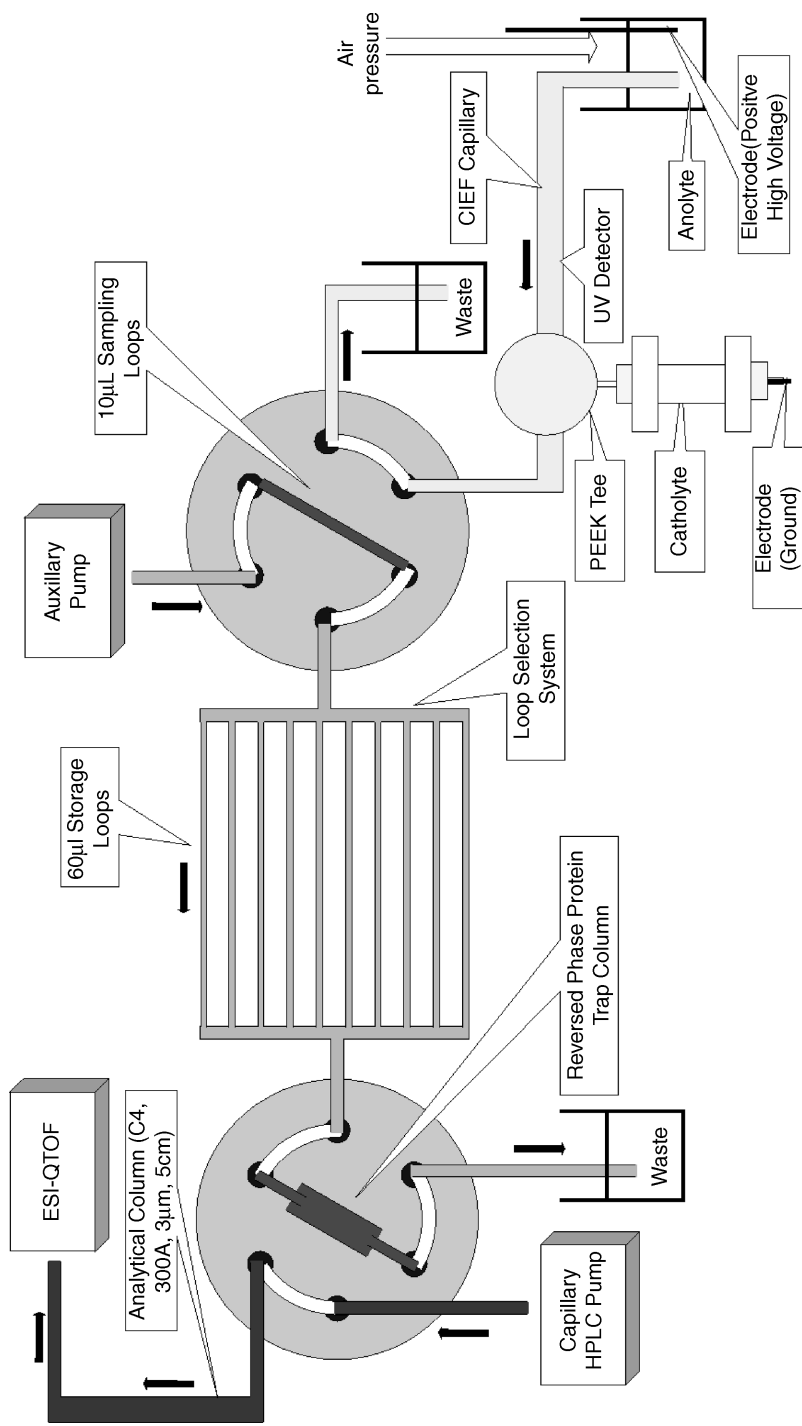 ESI-QTOF
Analytical Column (C4,
300A, 3μm, 5cm)
Capillary
HPLC Pump
Waste
Reversed Phase Protein
Trap Column
60μl Storage
Loops
Loop Selection
System
Auxillary
Pump
10μL Sampling
Loops
Waste
PEEK Tee
Catholyte
Electrode
(Ground)
UV Detector
CIEF Capillary
Air
pressure
Anolyte
Electrode(Positve
High Voltage)